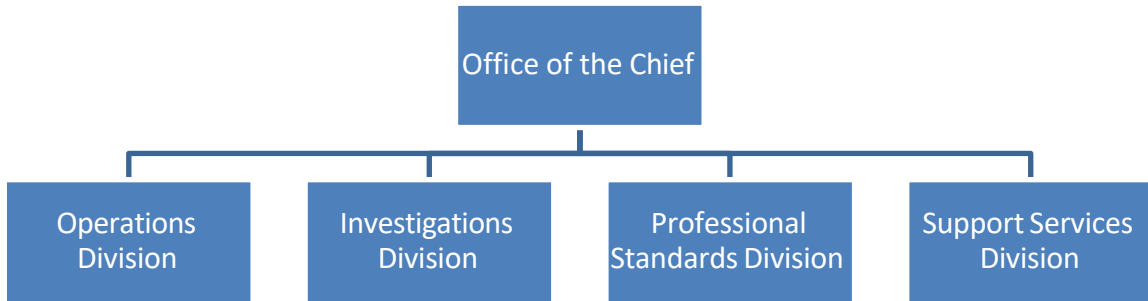 Office of the Chief
Operations
Division
Investigations
Division
Professional
Standards Division
Support Services
Division